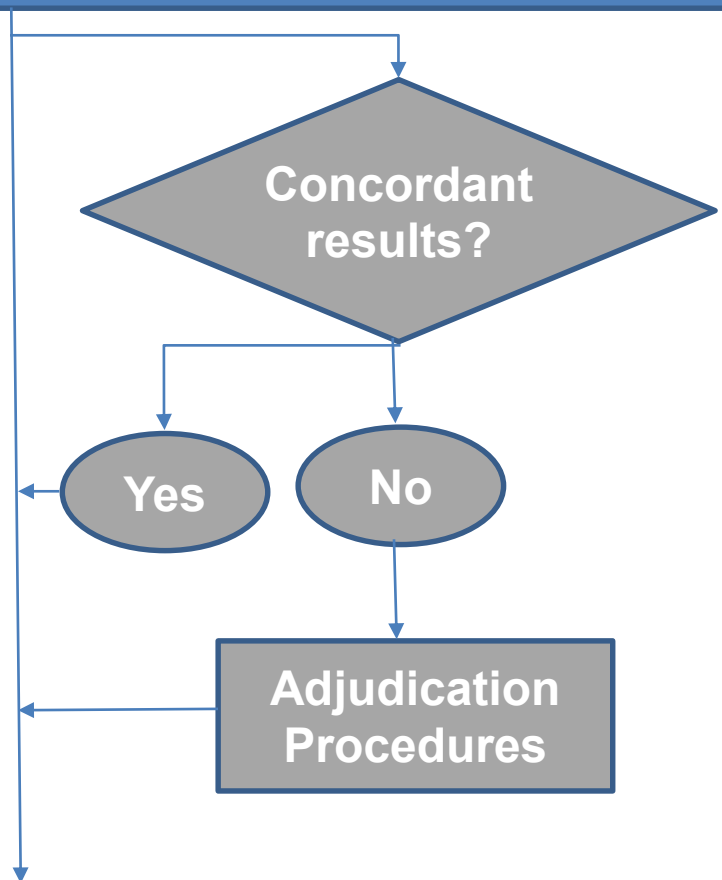 Concordant
results?
Yes
No
Adjudication
Procedures